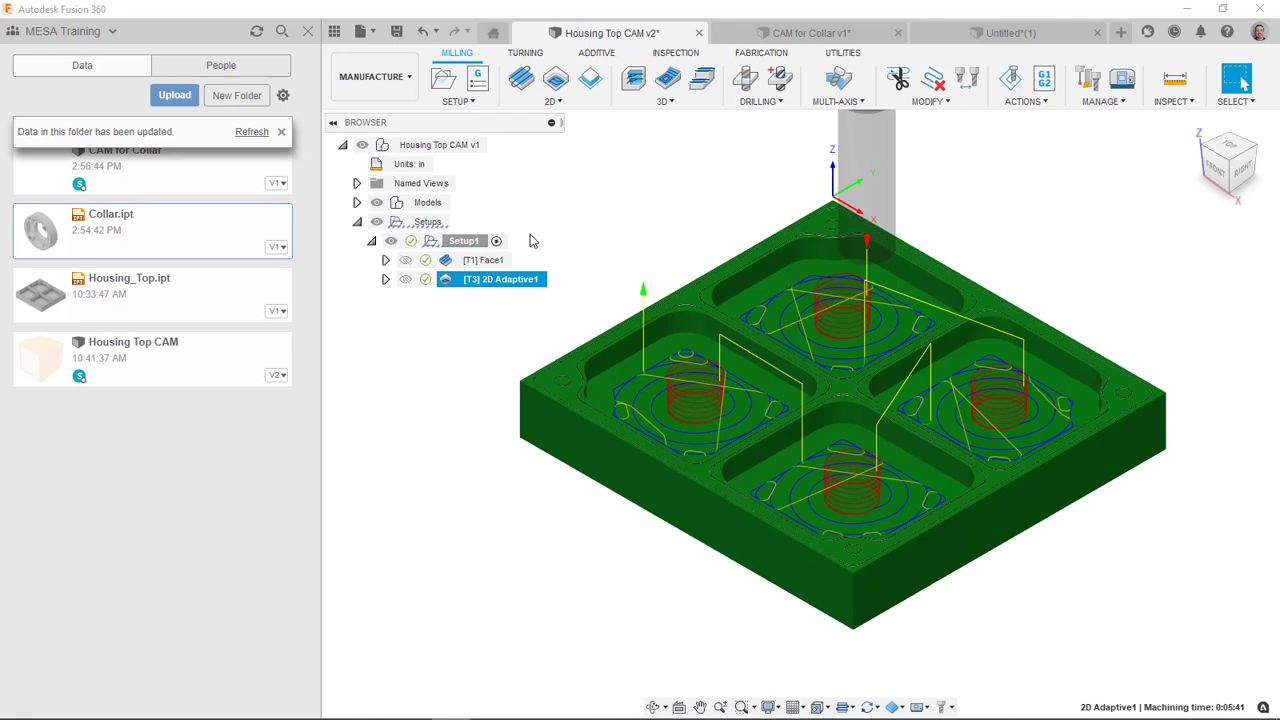 Autodesk Fusion 360
MESA Training
Housing Top CAM v2*
CAM for Collar v1*
Untitled*(1)
Data
People
Upload
New Folder
Data in this folder has been updated.
Refresh
CAM for Collar
2:56:44 PM
V1
Collar.ipt
2:54:42 PM
V1
Housing_Top.ipt
10:33:47 AM
V1
Housing Top CAM
10:41:37 AM
V2
MANUFACTURE
MILLING
TURNING
ADDITIVE
INSPECTION
FABRICATION
UTILITIES
G
G1
G2
SETUP
2D
3D
DRILLING
MULTI-AXIS
MODIFY
ACTIONS
MANAGE
INSPECT
SELECT
BROWSER
Housing Top CAM v1
Units: in
Named Views
Models
Setups
Setup1
[T1] Face1
[T3] 2D Adaptive1
Z
Y
X
Z
TOP
FRONT
RIGHT
X
2D Adaptive1 | Machining time: 0:05:41